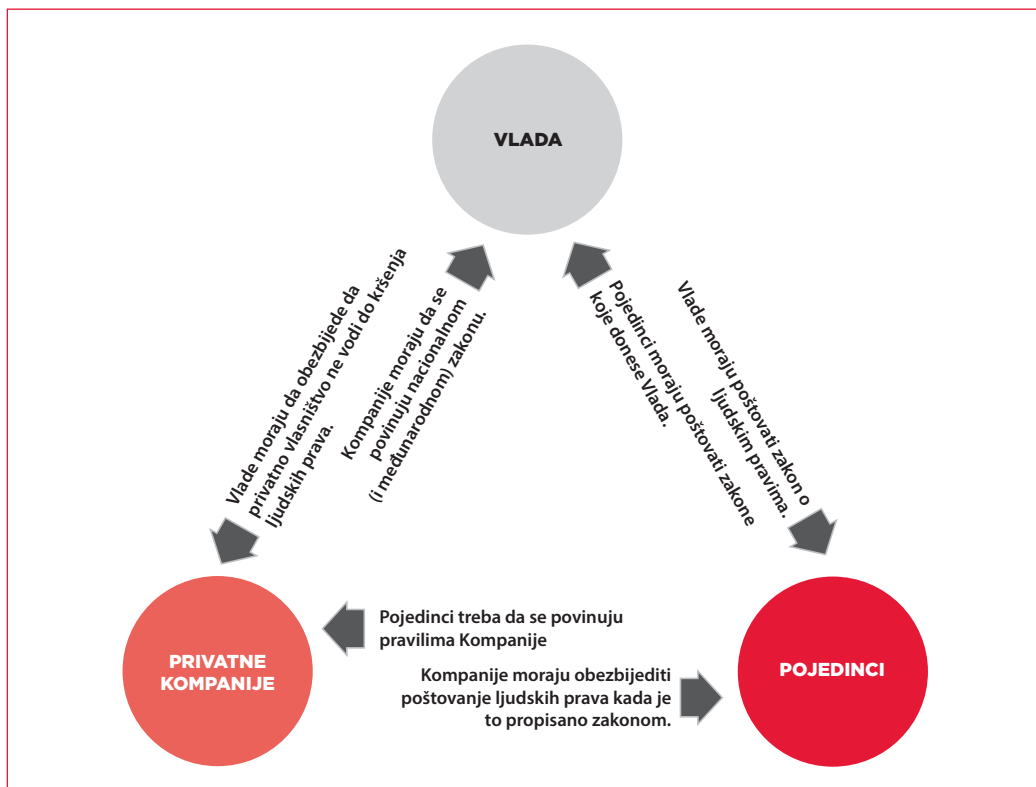 VLADA
Vlade moraju da obezbijede da
privatno vlasništvo ne vodi do kršenja
ljudskih prava.
Kompanije moraju da se
povinuju nacionalnom
(i međunarodnom) zakonu.
Pojedinci moraju poštovati zakone
koje donese Vlada.
Vlade moraju poštovati zakon o
ljudskim pravima.
PRIVATNE
KOMPANIJE
Pojedinci treba da se povinuju
pravilima Kompanije
Kompanije moraju obezbijediti
poštovanje ljudskih prava kada je
to propisano zakonom.
POJEDINCI